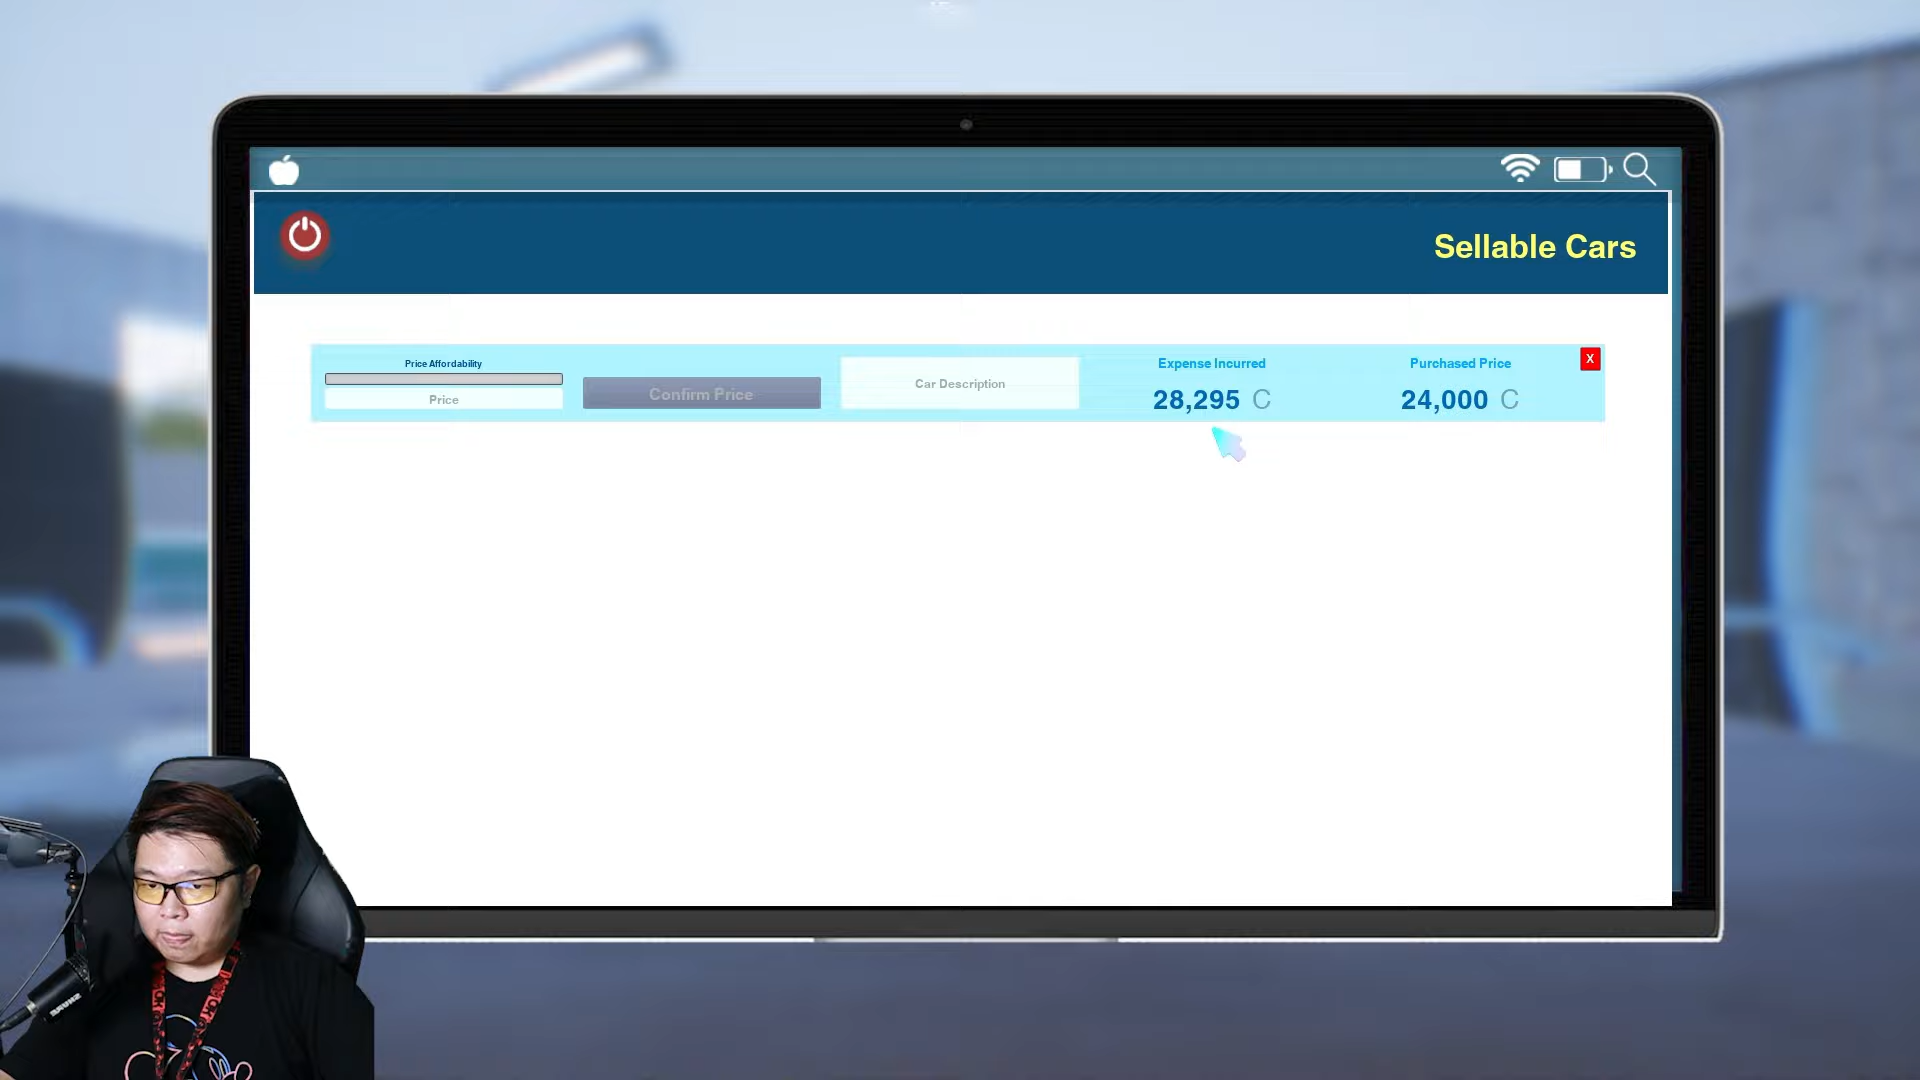 Sellable Cars
Price Affordability
Price
Confirm Price
Car Description
Expense Incurred
28,295 C
Purchased Price
24,000 C
X